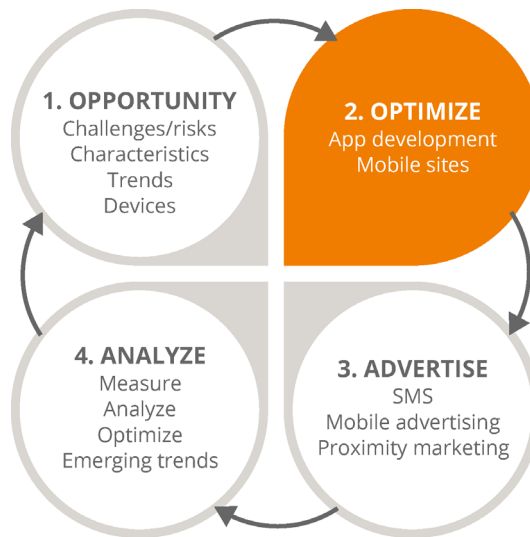 1. OPPORTUNITY
Challenges/risks
Characteristics
Trends
Devices
2. OPTIMIZE
App development
Mobile sites
3. ADVERTISE
SMS
Mobile advertising
Proximity marketing
4. ANALYZE
Measure
Analyze
Optimize
Emerging trends